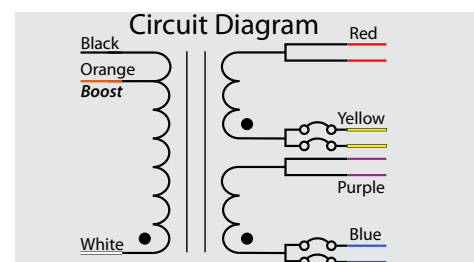 Circuit Diagram
Black
Red
Orange
Boost
Yellow
Purple
White
Blue